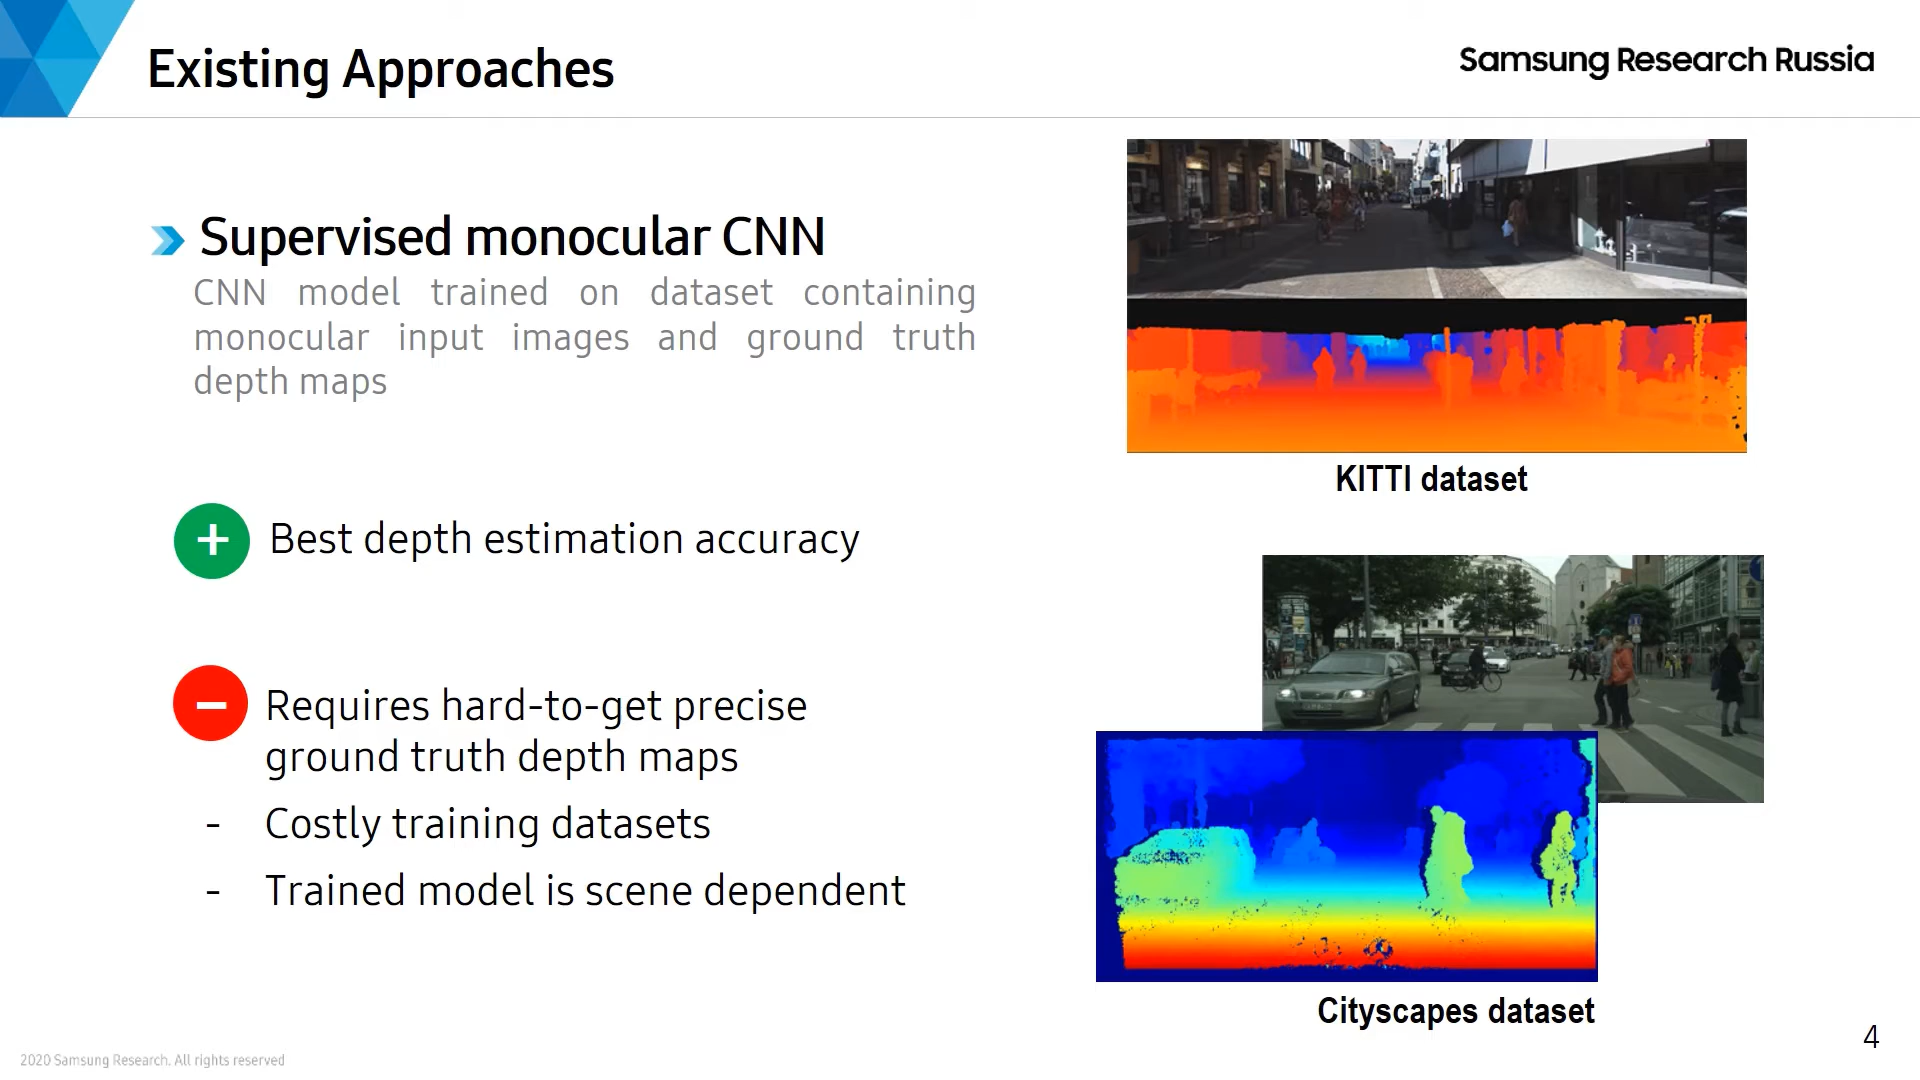 Existing Approaches
Samsung Research Russia
Supervised monocular CNN
CNN model trained on dataset containing
monocular input images and ground truth
depth maps
+ Best depth estimation accuracy
− Requires hard-to-get precise
ground truth depth maps
- Costly training datasets
- Trained model is scene dependent
KITTI dataset
Cityscapes dataset
4
2020 Samsung Research. All rights reserved